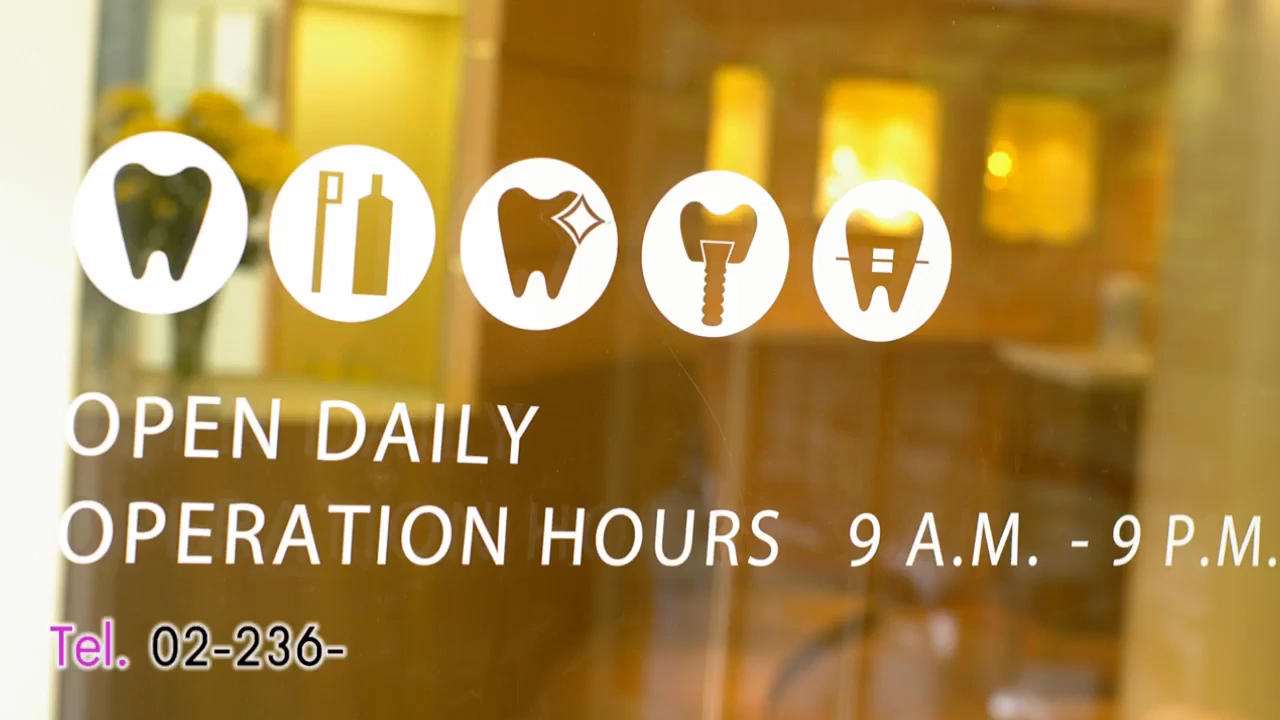 OPEN DAILY
OPERATION HOURS 9 A.M. - 9 P.M.
Tel. 02-236-